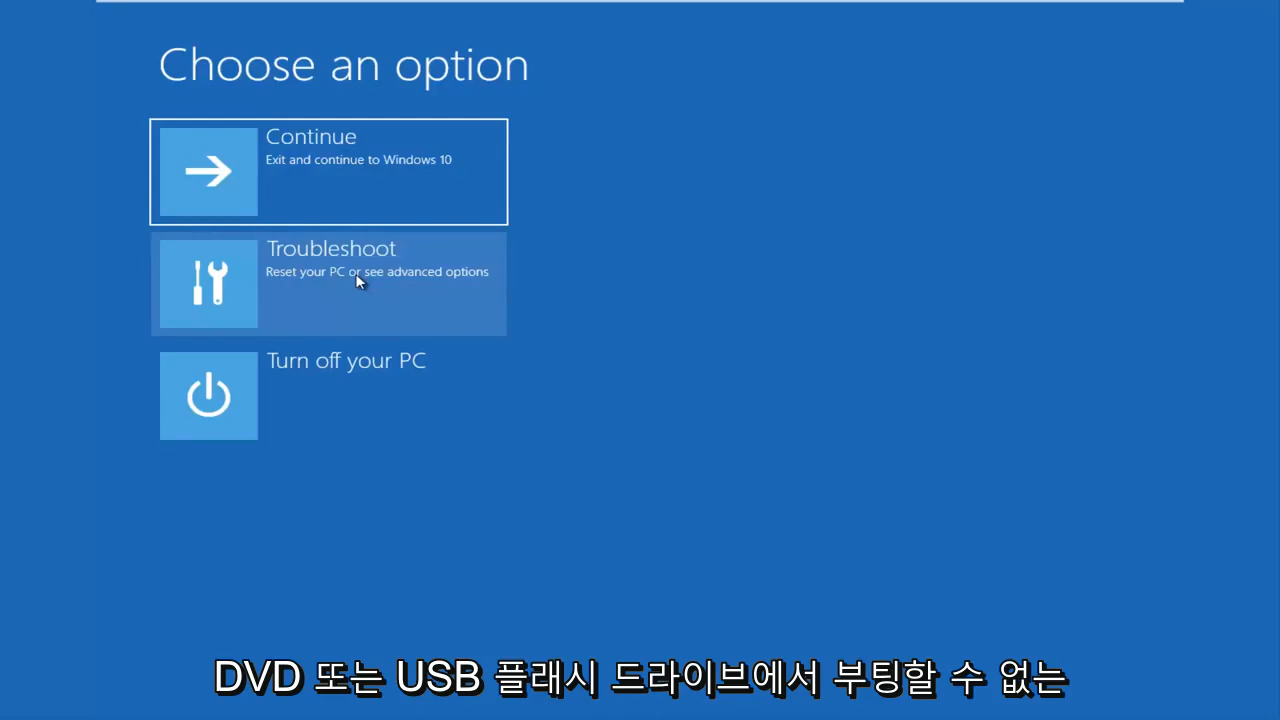 Choose an option
Continue
Exit and continue to Windows 10
Troubleshoot
Reset your PC or see advanced options
Turn off your PC
DVD 또는 USB 플래시 드라이브에서 부팅할 수 없는